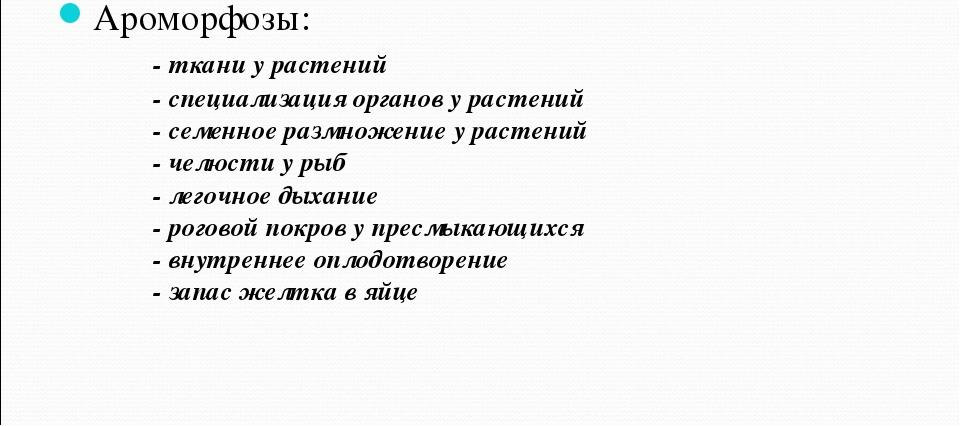 Ароморфозы:
- ткани у растений
- специализация органов у растений
- семенное размножение у растений
- челюсти у рыб
- легочное дыхание
- роговой покров у пресмыкающихся
- внутреннее оплодотворение
- запас желтка в яйце